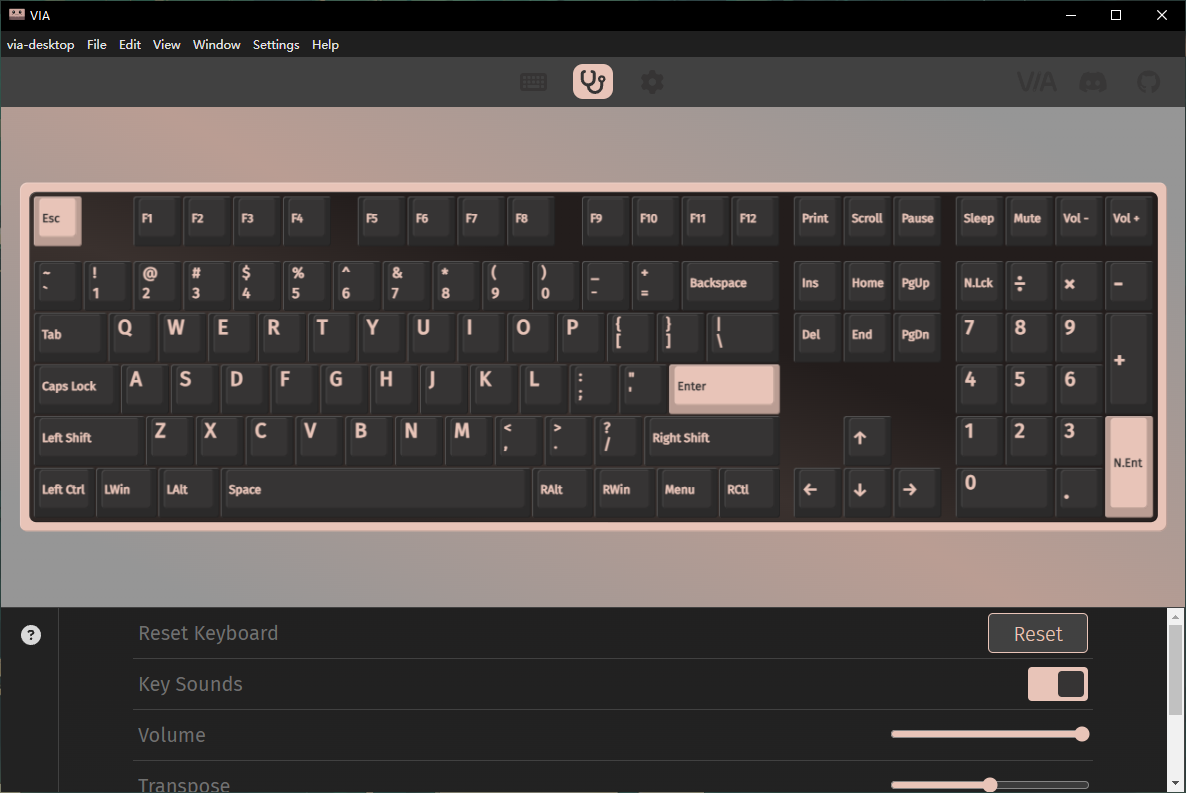 VIA
via-desktop File Edit View Window Settings Help
VIA
Esc F1 F2 F3 F4 F5 F6 F7 F8 F9 F10 F11 F12 Print Scroll Pause Sleep Mute Vol - Vol +
~ ! @ # $ % ^ & * ( ) _ +
` 1 2 3 4 5 6 7 8 9 0 - = Backspace Ins Home PgUp N.Lck ÷ × -
Tab Q W E R T Y U I O P { } | Del End PgDn 7 8 9 +
[ ] \
Caps Lock A S D F G H J K L : " Enter 4 5 6
; '
Left Shift Z X C V B N M < > ? Right Shift ↑ 1 2 3 N.Ent
, . /
Left Ctrl LWin LAlt Space RAlt RWin Menu RCtl ← ↓ → 0 .
? Reset Keyboard Reset
Key Sounds
Volume
Transpose